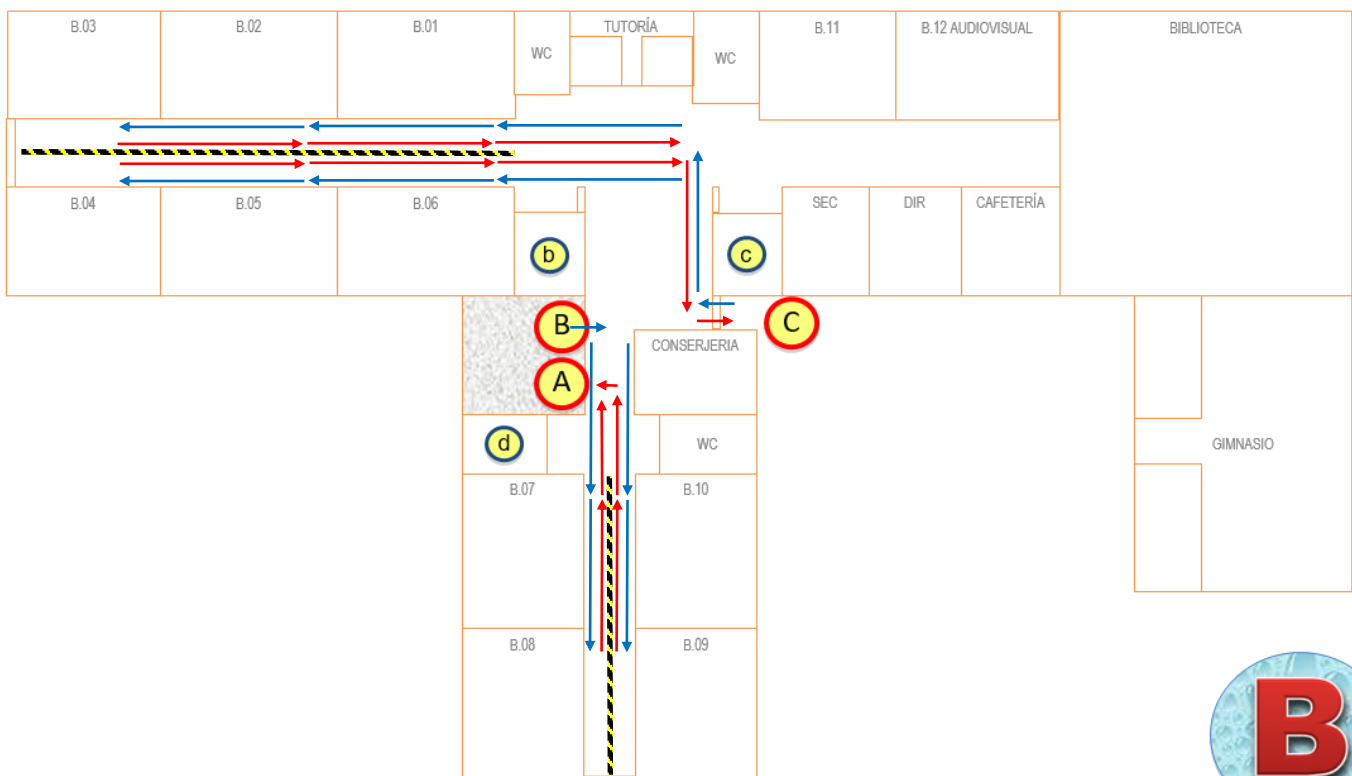 B.03
B.02
B.01
WC
TUTORÍA
WC
B.11
B.12 AUDIOVISUAL
BIBLIOTECA
B.04
B.05
B.06
b
c
SEC
DIR
CAFETERÍA
B
C
CONSERJERIA
A
d
WC
GIMNASIO
B.07
B.10
B.08
B.09
B